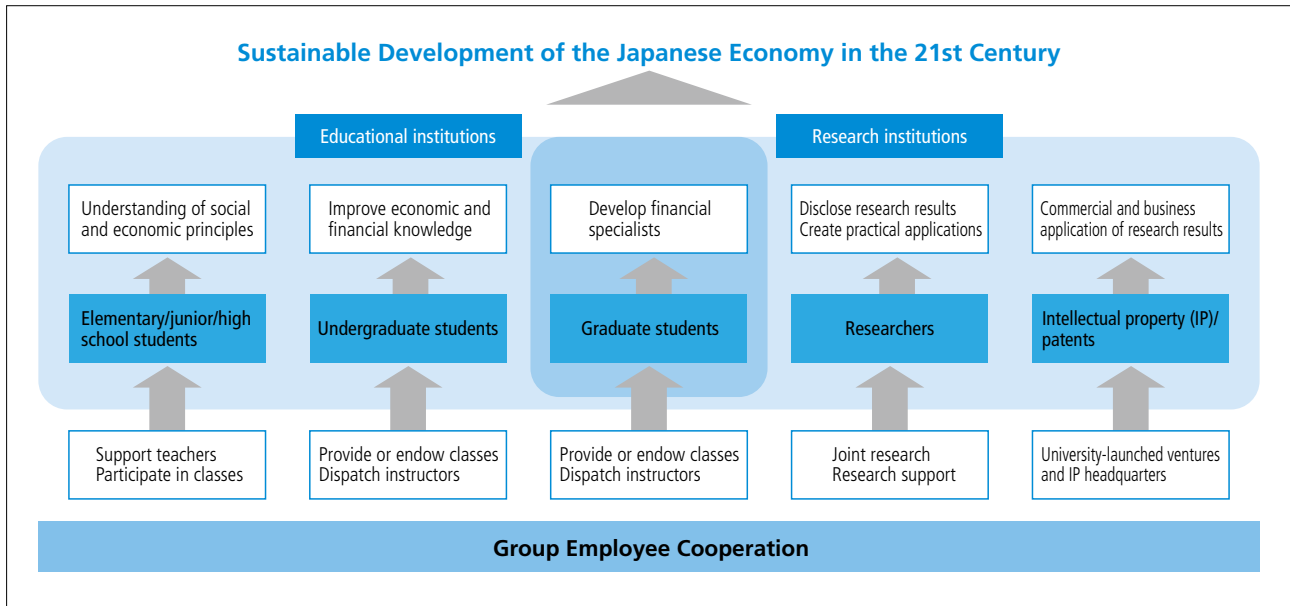 Sustainable Development of the Japanese Economy in the 21st Century
Educational institutions
Research institutions
Understanding of social
and economic principles
Improve economic and
financial knowledge
Develop financial
specialists
Disclose research results
Create practical applications
Commercial and business
application of research results
Elementary/junior/high
school students
Undergraduate students
Graduate students
Researchers
Intellectual property (IP)/
patents
Support teachers
Participate in classes
Provide or endow classes
Dispatch instructors
Provide or endow classes
Dispatch instructors
Joint research
Research support
University-launched ventures
and IP headquarters
Group Employee Cooperation